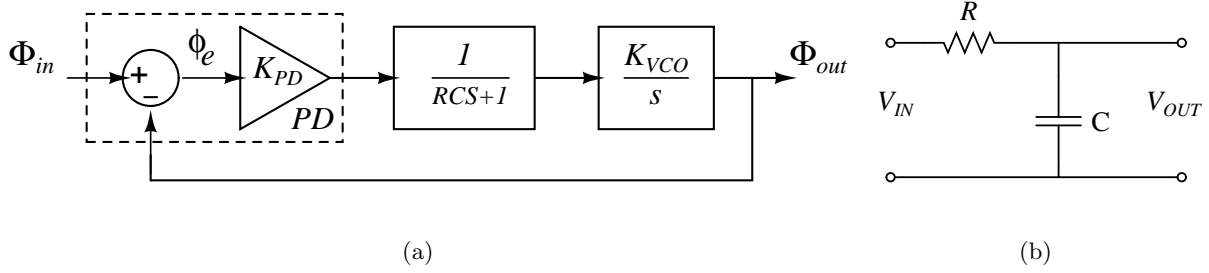 Φin
ϕe
+
−
KPD
PD
1
RCS+1
KVCO
s
Φout
(a)
R
VIN
C
VOUT
(b)